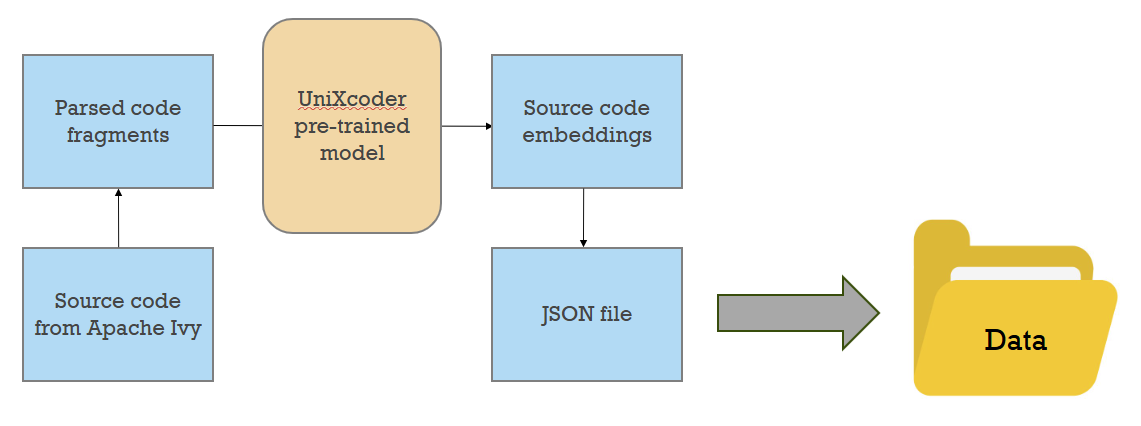 Parsed code
fragments
UniXcoder
pre-trained
model
Source code
embeddings
Source code
from Apache Ivy
JSON file
Data